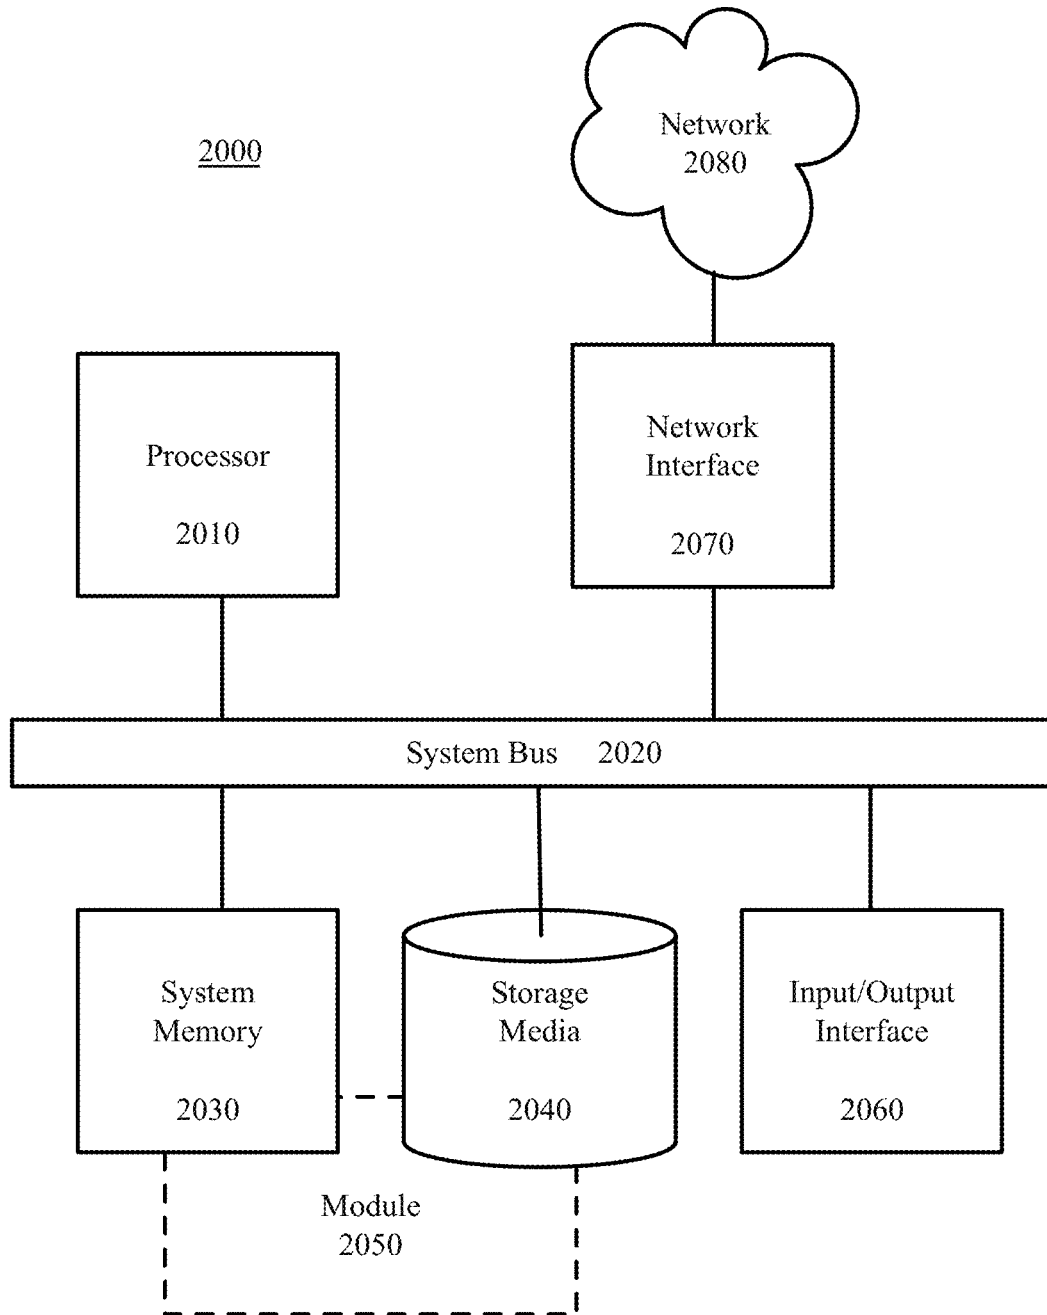 2000
Network
2080
Processor
2010
Network
Interface
2070
System Bus 2020
System
Memory
2030
Storage
Media
2040
Input/Output
Interface
2060
Module
2050